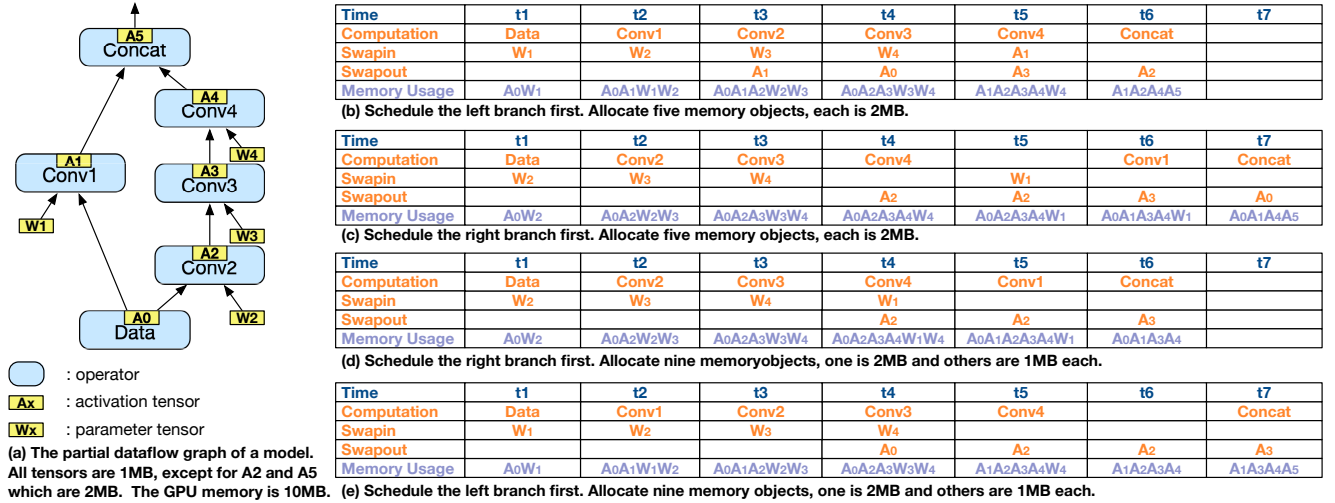 A5
Concat
A4
Conv4
W4
A1
Conv1
A3
Conv3
W1
W3
A2
Conv2
A0
Data
W2
: operator
Ax : activation tensor
Wx : parameter tensor
(a) The partial dataflow graph of a model.
All tensors are 1MB, except for A2 and A5
which are 2MB. The GPU memory is 10MB.
Time t1 t2 t3 t4 t5 t6 t7
Computation Data Conv1 Conv2 Conv3 Conv4 Concat
Swapin W1 W2 W3 W4 A1
Swapout A1 A0 A3 A2
Memory Usage A0W1 A0A1W1W2 A0A1A2W2W3 A0A2A3W3W4 A1A2A3A4W4 A1A2A4A5
(b) Schedule the left branch first. Allocate five memory objects, each is 2MB.
Time t1 t2 t3 t4 t5 t6 t7
Computation Data Conv2 Conv3 Conv4 Conv1 Concat
Swapin W2 W3 W4 W1
Swapout A2 A2 A3 A0
Memory Usage A0W2 A0A2W2W3 A0A2A3W3W4 A0A2A3A4W4 A0A2A3A4W1 A0A1A3A4W1 A0A1A4A5
(c) Schedule the right branch first. Allocate five memory objects, each is 2MB.
Time t1 t2 t3 t4 t5 t6 t7
Computation Data Conv2 Conv3 Conv4 Conv1 Concat
Swapin W2 W3 W4 W1
Swapout A2 A2 A3
Memory Usage A0W2 A0A2W2W3 A0A2A3W3W4 A0A2A3A4W1W4 A0A1A2A3A4W1 A0A1A3A4
(d) Schedule the right branch first. Allocate nine memoryobjects, one is 2MB and others are 1MB each.
Time t1 t2 t3 t4 t5 t6 t7
Computation Data Conv1 Conv2 Conv3 Conv4 Concat
Swapin W1 W2 W3 W4
Swapout A0 A2 A2 A3
Memory Usage A0W1 A0A1W1W2 A0A1A2W2W3 A0A2A3W3W4 A1A2A3A4W4 A1A2A3A4 A1A3A4A5
(e) Schedule the left branch first. Allocate nine memory objects, one is 2MB and others are 1MB each.